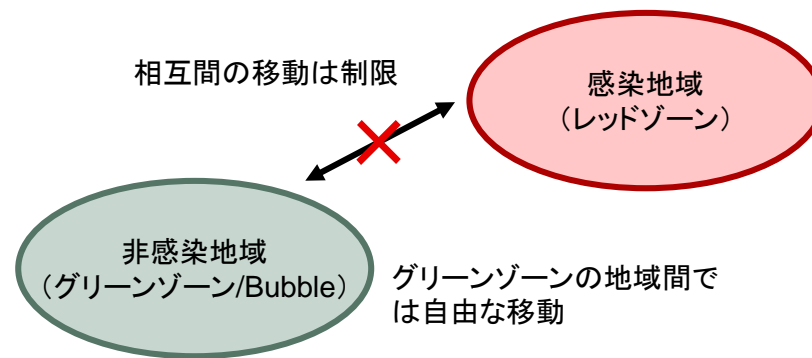 相互間の移動は制限
感染地域
（レッドゾーン）
非感染地域
（グリーンゾーン/Bubble）
グリーンゾーンの地域間で
は自由な移動